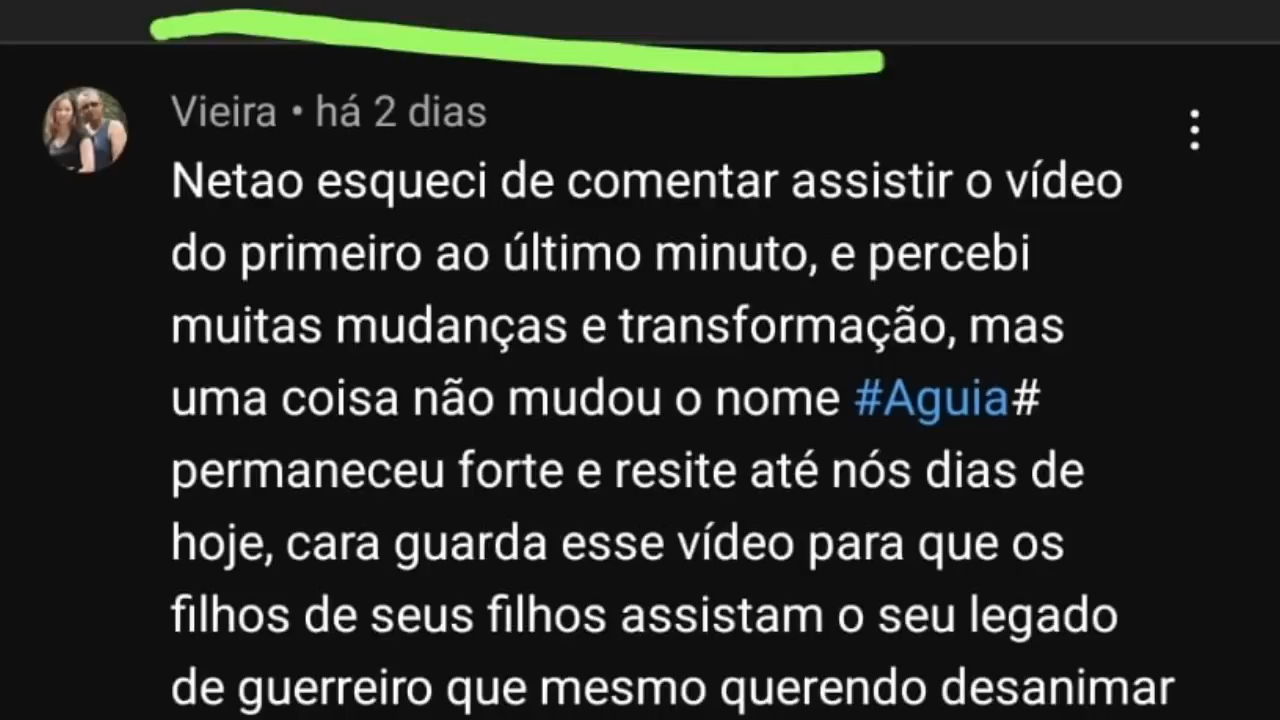 Vieira • há 2 dias
Netao esqueci de comentar assistir o vídeo
do primeiro ao último minuto, e percebi
muitas mudanças e transformação, mas
uma coisa não mudou o nome #Aguia#
permaneceu forte e resite até nós dias de
hoje, cara guarda esse vídeo para que os
filhos de seus filhos assistam o seu legado
de guerreiro que mesmo querendo desanimar